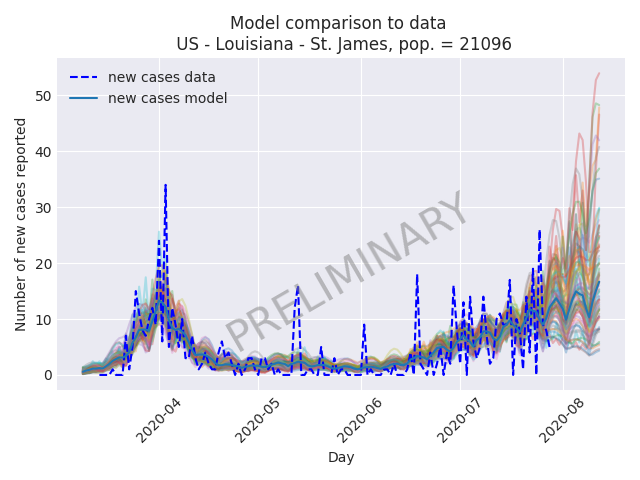 Model comparison to data
US - Louisiana - St. James, pop. = 21096
new cases data
new cases model
Number of new cases reported
50
40
30
20
10
0
PRELIMINARY
2020-04
2020-05
2020-06
2020-07
2020-08
Day